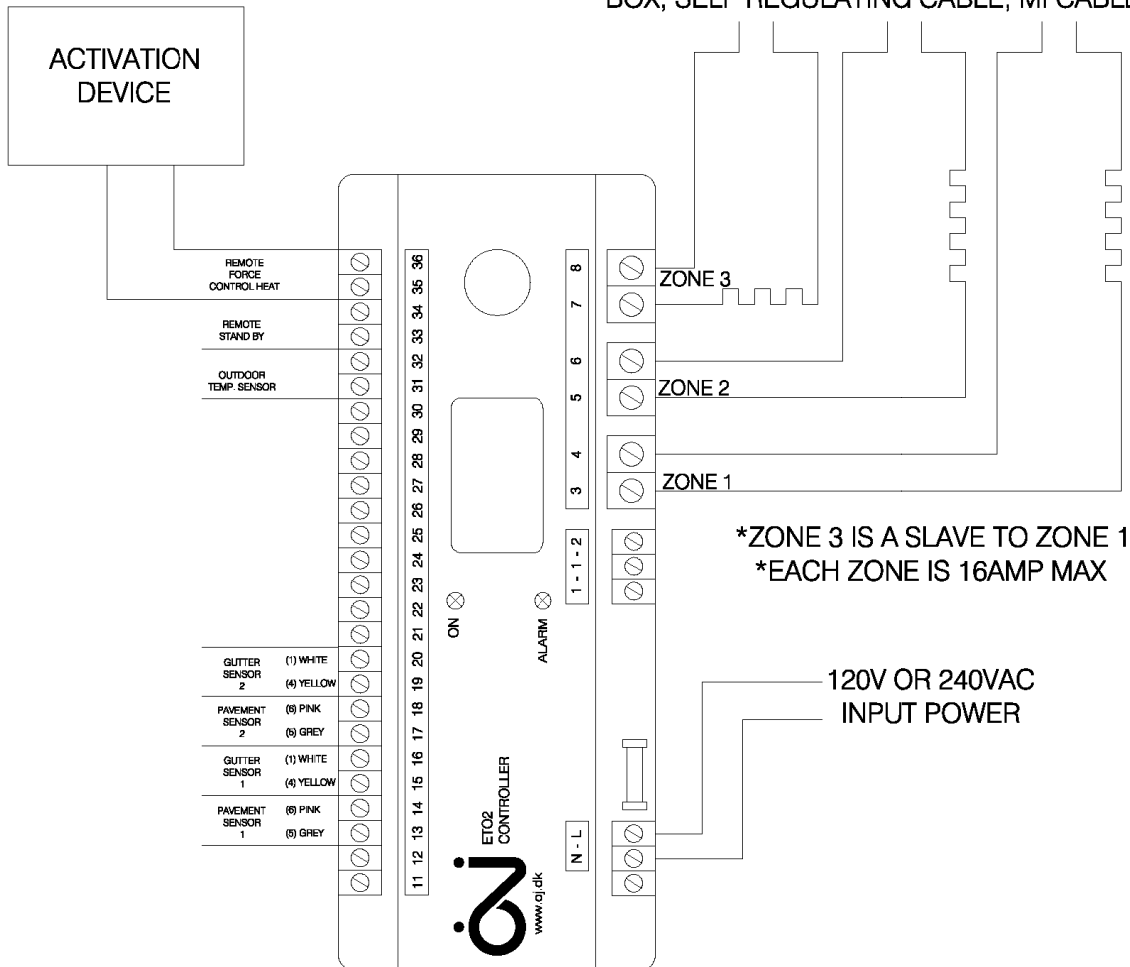 BOX, SELF REGULATING CABLE, MI CABLE
ACTIVATION
DEVICE
REMOTE
FORCE
CONTROL HEAT
REMOTE
STAND BY
OUTDOOR
TEMP. SENSOR
GUTTER
SENSOR
2
(1) WHITE
(4) YELLOW
PAVEMENT
SENSOR
2
(6) PINK
(5) GREY
GUTTER
SENSOR
1
(1) WHITE
(4) YELLOW
PAVEMENT
SENSOR
1
(6) PINK
(5) GREY
36
35
34
33
32
31
30
29
28
27
26
25
24
23
22
21
20
19
18
17
16
15
14
13
12
11
ON
ALARM
ETO2
CONTROLLER
OJ
www.oj.dk
8
7
6
5
4
3
1 - 1 - 2
N - L
ZONE 3
ZONE 2
ZONE 1
*ZONE 3 IS A SLAVE TO ZONE 1
*EACH ZONE IS 16AMP MAX
120V OR 240VAC
INPUT POWER